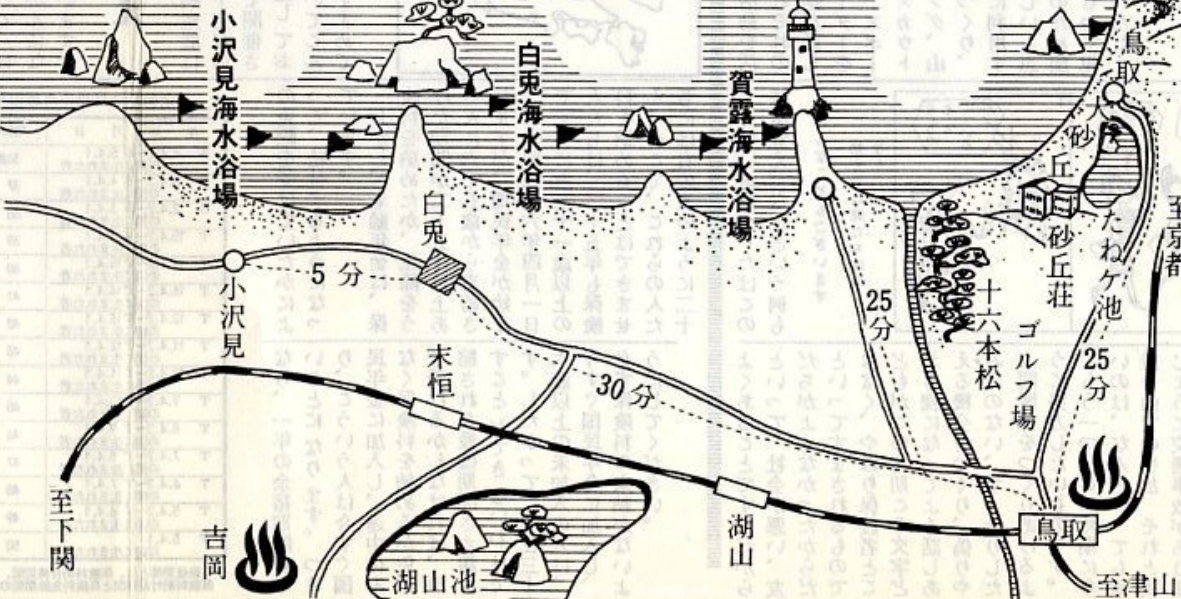 小沢見海水浴場
白兎海水浴場
賀露海水浴場
鳥取大砂丘
砂丘荘
たねヶ池
至京都
白兎
5分
小沢見
末恒
30分
25分
十六本松
ゴルフ場
25分
至下関
吉岡
湖山池
湖山
鳥取
至津山